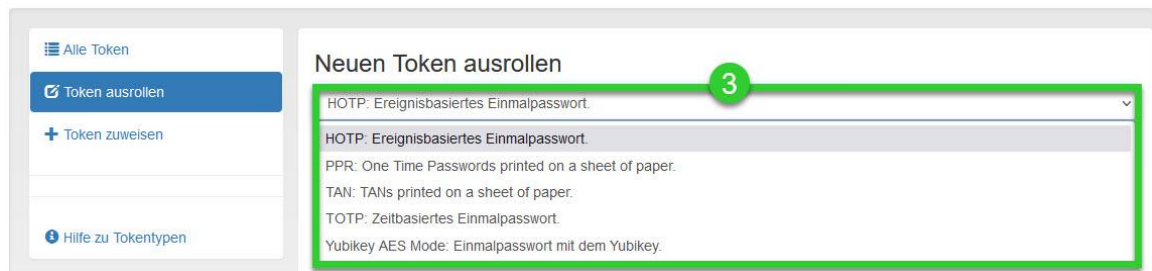 Alle Token
Token ausrollen
Token zuweisen
Hilfe zu Tokentypen
Neuen Token ausrollen
3
HOTP: Ereignisbasiertes Einmalpasswort.
HOTP: Ereignisbasiertes Einmalpasswort.
PPR: One Time Passwords printed on a sheet of paper.
TAN: TANs printed on a sheet of paper.
TOTP: Zeitbasiertes Einmalpasswort.
Yubikey AES Mode: Einmalpasswort mit dem Yubikey.